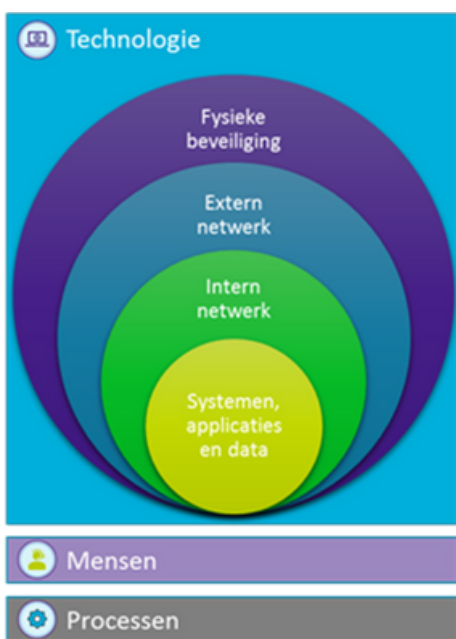 Technologie
Fysieke
beveiliging
Extern
netwerk
Intern
netwerk
Systemen,
applicaties
en data
Mensen
Processen